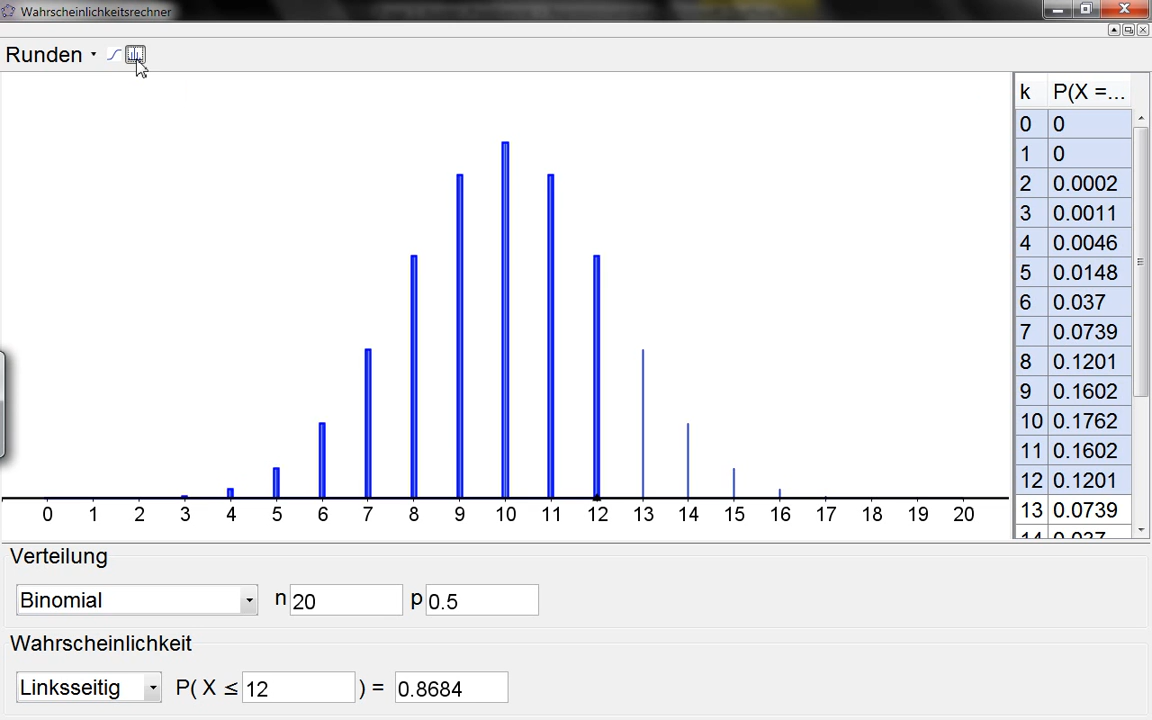 Wahrscheinlichkeitsrechner
Runden
k P(X =...
0 0
1 0
2 0.0002
3 0.0011
4 0.0046
5 0.0148
6 0.037
7 0.0739
8 0.1201
9 0.1602
10 0.1762
11 0.1602
12 0.1201
13 0.0739
14 0.037
0 1 2 3 4 5 6 7 8 9 10 11 12 13 14 15 16 17 18 19 20
Verteilung
Binomial n 20 p 0.5
Wahrscheinlichkeit
Linksseitig P( X ≤ 12 ) = 0.8684